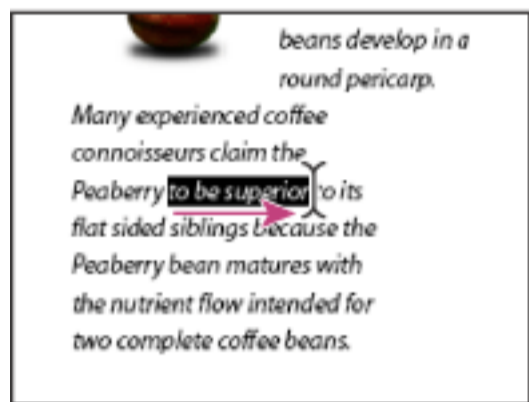 beans develop in a
round pericarp.
Many experienced coffee
connoisseurs claim the
Peaberry to be superior to its
flat sided siblings because the
Peaberry bean matures with
the nutrient flow intended for
two complete coffee beans.